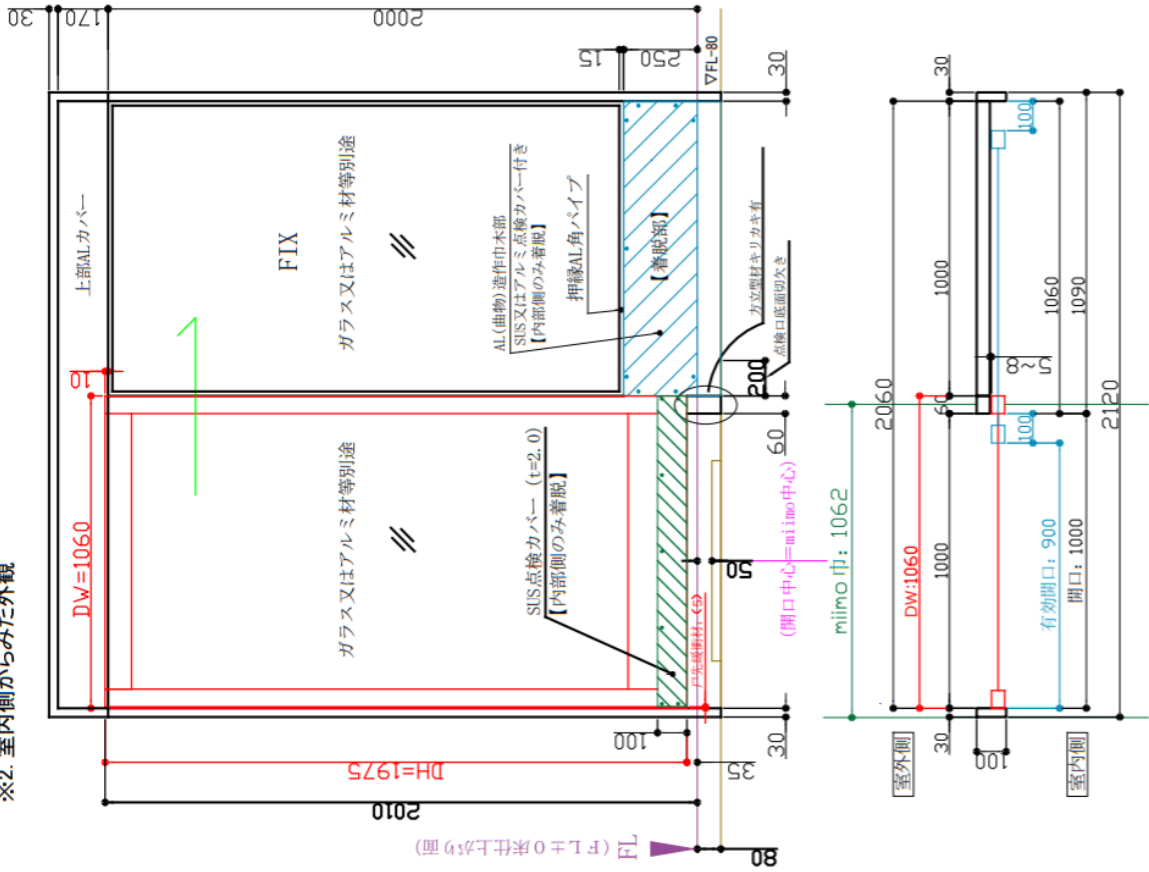 ※2. 室内側からみた外観
30
170
2000
15
250
▽FL-80
30
上部ALカバー
FIX
ガラス又はアルミ材等別途
AL(曲物)造作巾木部
SUS又はアルミ点検カバー付き
【内部側のみ着脱】
押縁AL角パイプ
【着脱部】
10
DW=1060
ガラス又はアルミ材等別途
SUS点検カバー (t=2.0)
【内部側のみ着脱】
200
方立型材キリカキ有
点検口底面切欠き
60
戸先緩衝材:<5>
50
(開口中心=miimo中心)
100
30
DH=1975
35
2010
FL (FL±0床仕上がり面)
80
30
1000
100
1060
1090
5~8
2060
60
100
2120
miimo巾: 1062
DW:1060
1000
有効開口: 900
開口: 1000
30
100
室外側
室内側